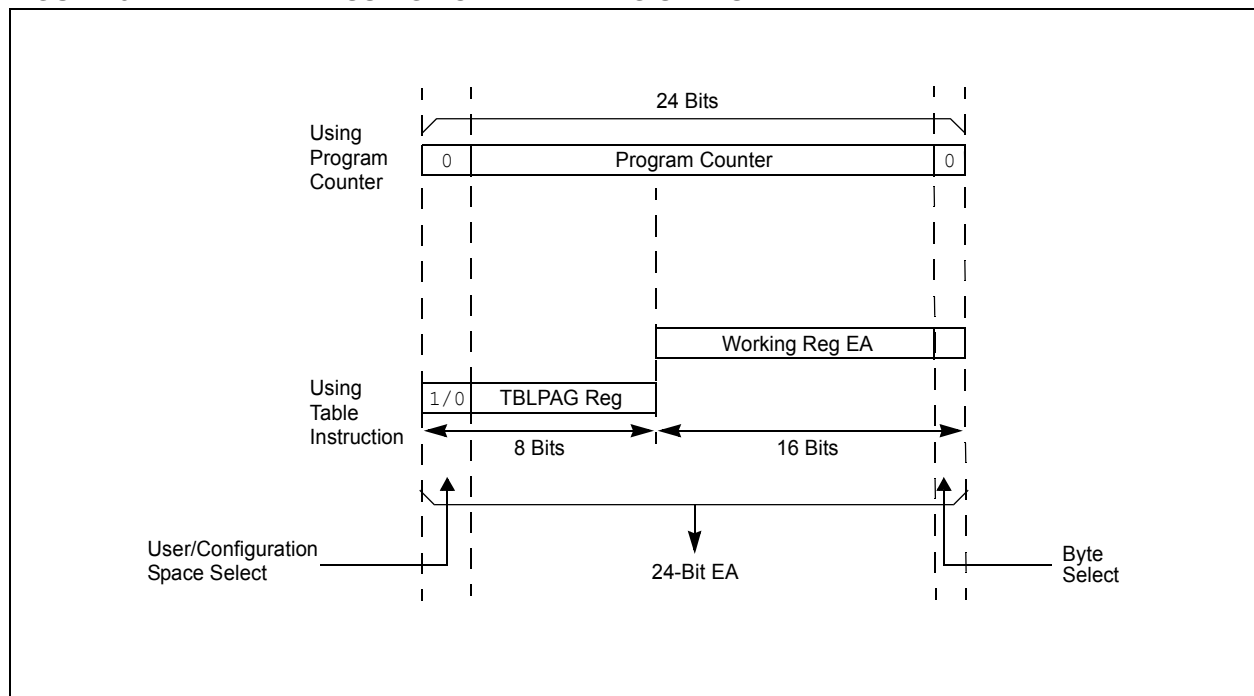 24 Bits
Using
Program
Counter
0
Program Counter
0
Working Reg EA
Using
Table
Instruction
1/0
TBLPAG Reg
8 Bits
16 Bits
User/Configuration
Space Select
24-Bit EA
Byte
Select